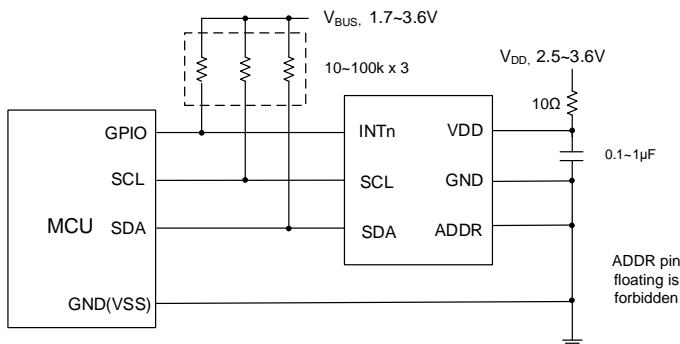 VBUS, 1.7~3.6V
10~100k x 3
VDD, 2.5~3.6V
10Ω
0.1~1µF
MCU
GPIO
SCL
SDA
GND(VSS)
INTn
SCL
SDA
VDD
GND
ADDR
ADDR pin
floating is
forbidden